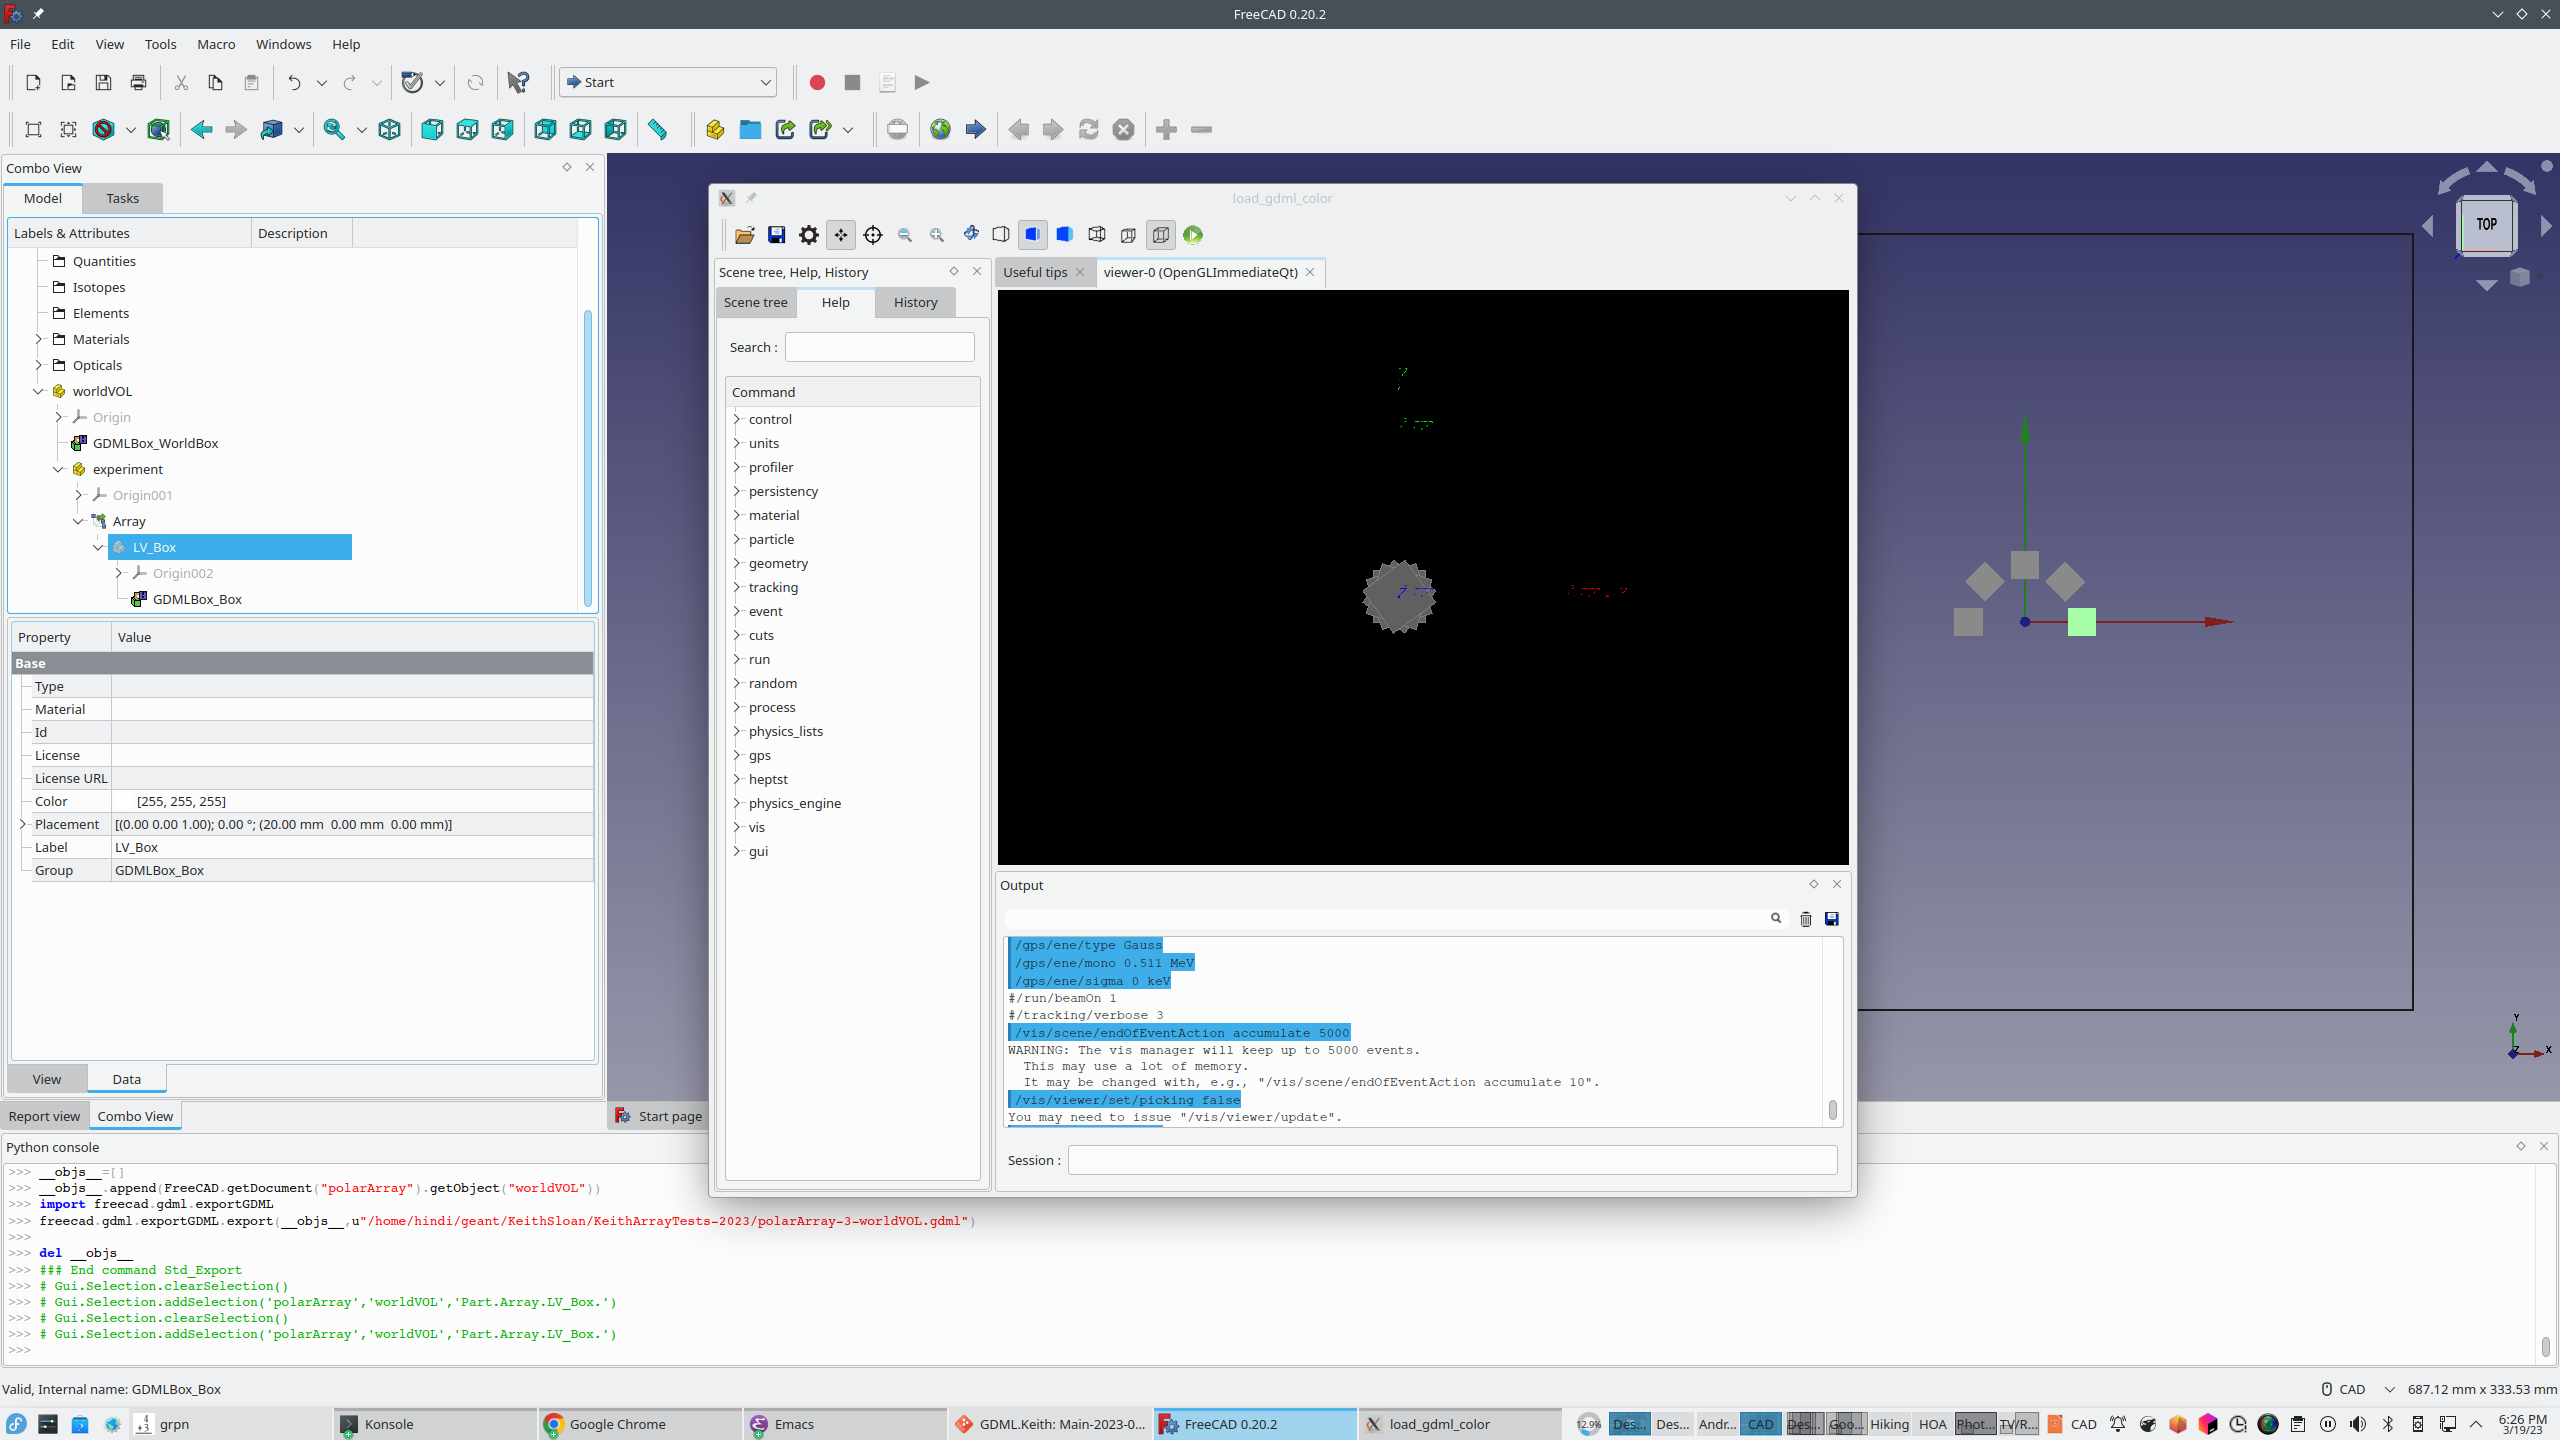 FreeCAD 0.20.2
File Edit View Tools Macro Windows Help
Start
Combo View
Model Tasks
Labels & Attributes Description
Quantities
Isotopes
Elements
Materials
Opticals
worldVOL
Origin
GDMLBox_WorldBox
experiment
Origin001
Array
LV_Box
Origin002
GDMLBox_Box
Property Value
Base
Type
Material
Id
License
License URL
Color [255, 255, 255]
Placement [(0.00 0.00 1.00); 0.00 °; (20.00 mm 0.00 mm 0.00 mm)]
Label LV_Box
Group GDMLBox_Box
View Data
Report view Combo View
Start page
load_gdml_color
Scene tree, Help, History
Useful tips viewer-0 (OpenGLImmediateQt)
Scene tree Help History
Search :
Command
control
units
profiler
persistency
material
particle
geometry
tracking
event
cuts
run
random
process
physics_lists
gps
heptst
physics_engine
vis
gui
Output
/gps/ene/type Gauss
/gps/ene/mono 0.511 MeV
/gps/ene/sigma 0 keV
#/run/beamOn 1
#/tracking/verbose 3
/vis/scene/endOfEventAction accumulate 5000
WARNING: The vis manager will keep up to 5000 events.
This may use a lot of memory.
It may be changed with, e.g., "/vis/scene/endOfEventAction accumulate 10".
/vis/viewer/set/picking false
You may need to issue "/vis/viewer/update".
Session :
TOP
Y
Z X
Python console
>>> __objs__=[]
>>> __objs__.append(FreeCAD.getDocument("polarArray").getObject("worldVOL"))
>>> import freecad.gdml.exportGDML
>>> freecad.gdml.exportGDML.export(__objs__,u"/home/hindi/geant/KeithSloan/KeithArrayTests-2023/polarArray-3-worldVOL.gdml")
>>>
>>> del __objs__
>>> ### End command Std_Export
>>> # Gui.Selection.clearSelection()
>>> # Gui.Selection.addSelection('polarArray','worldVOL','Part.Array.LV_Box.')
>>> # Gui.Selection.clearSelection()
>>> # Gui.Selection.addSelection('polarArray','worldVOL','Part.Array.LV_Box.')
>>>
Valid, Internal name: GDMLBox_Box
CAD 687.12 mm x 333.53 mm
grpn Konsole Google Chrome Emacs GDML.Keith: Main-2023-0... FreeCAD 0.20.2 load_gdml_color 12.9% Des... Des... Andr... CAD Des... Goo... Hiking HOA Phot... TV/R... CAD 6:26 PM
3/19/23